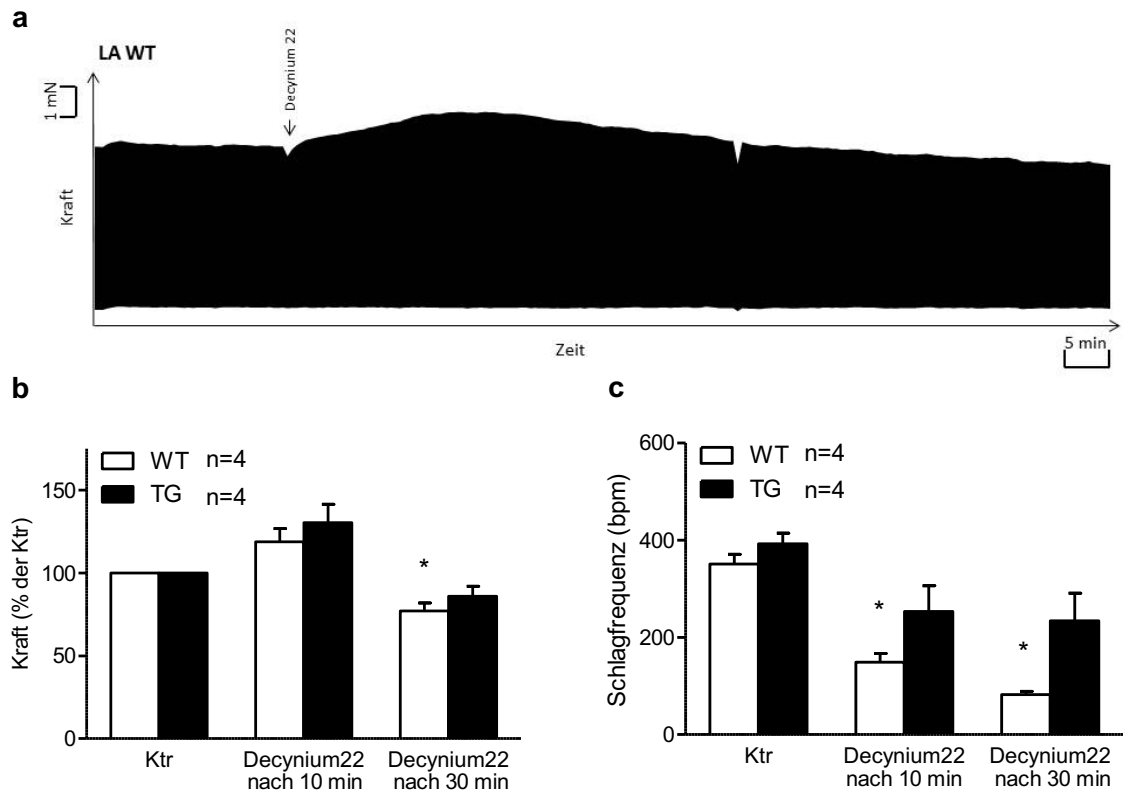 a
LA WT
Decynium 22
1 mN
Kraft
Zeit
5 min
b
WT n=4
TG n=4
Kraft (% der Ktr)
150
100
50
0
Ktr
Decynium22
nach 10 min
Decynium22
nach 30 min
*
c
WT n=4
TG n=4
Schlagfrequenz (bpm)
600
400
200
0
*
*
Ktr
Decynium22
nach 10 min
Decynium22
nach 30 min